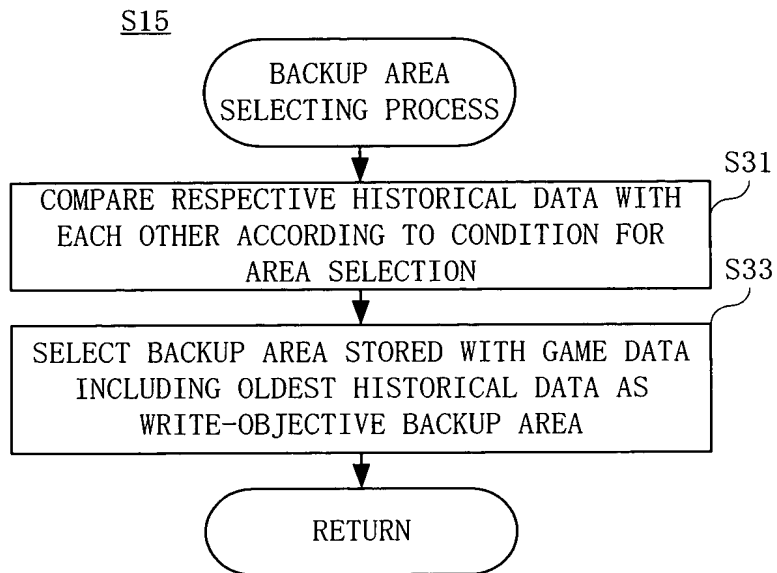 S15
BACKUP AREA
SELECTING PROCESS
S31
COMPARE RESPECTIVE HISTORICAL DATA WITH
EACH OTHER ACCORDING TO CONDITION FOR
AREA SELECTION
S33
SELECT BACKUP AREA STORED WITH GAME DATA
INCLUDING OLDEST HISTORICAL DATA AS
WRITE-OBJECTIVE BACKUP AREA
RETURN